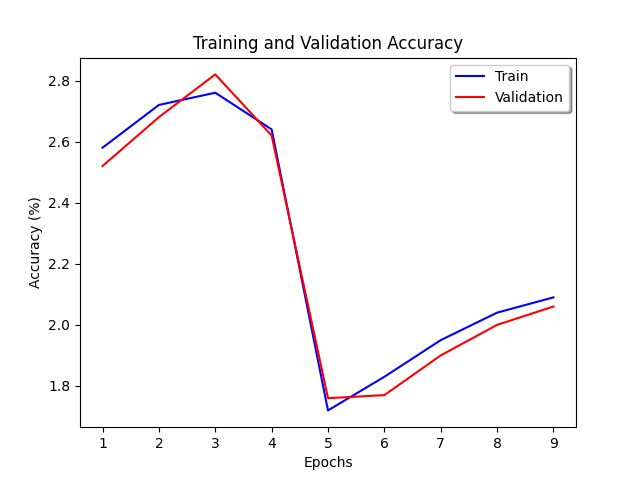 Training and Validation Accuracy
Train
Validation
Accuracy (%)
2.8
2.6
2.4
2.2
2.0
1.8
1 2 3 4 5 6 7 8 9
Epochs